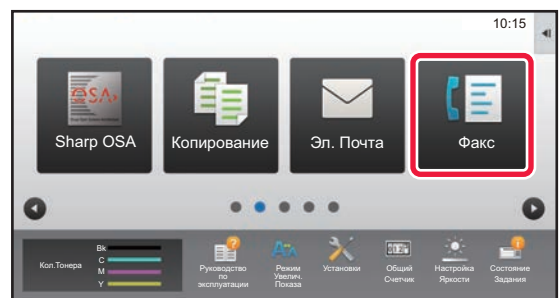 10:15
OSA
Sharp OSA
Копирование
Эл. Почта
Факс
Кол.Тонера
Bk
C
M
Y
Руководство
по
эксплуатации
Режим
Увелич.
Показа
Установки
Общий
Счетчик
Настройка
Яркости
Состояние
Задания